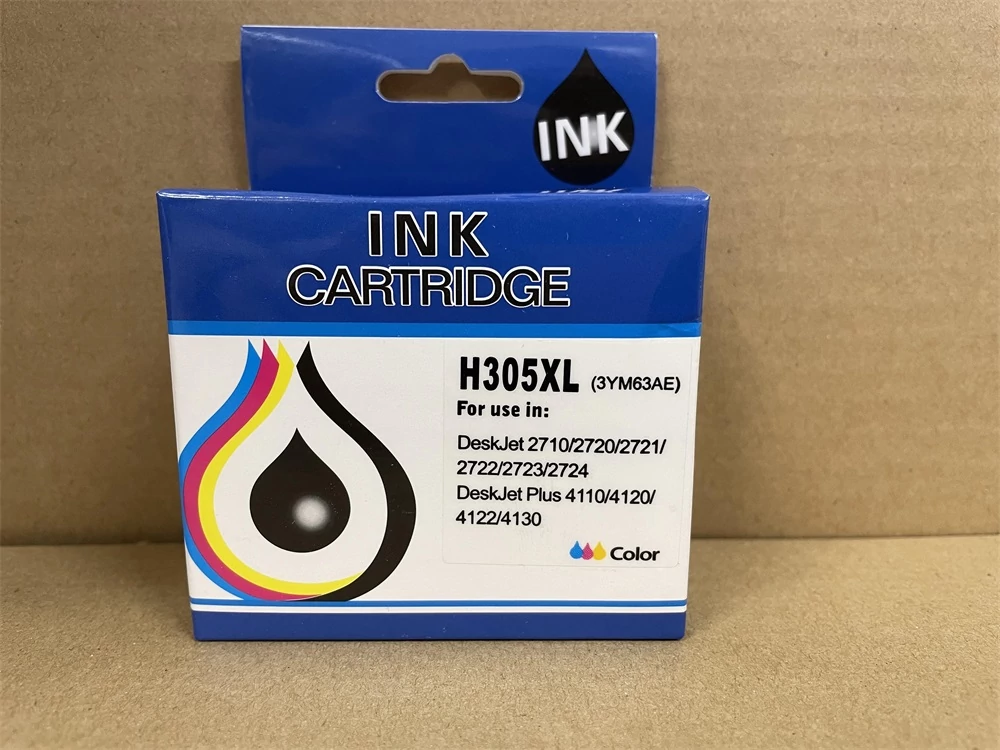 INK
INK
CARTRIDGE
H305XL (3YM63AE)
For use in:
DeskJet 2710/2720/2721/
2722/2723/2724
DeskJet Plus 4110/4120/
4122/4130
Color